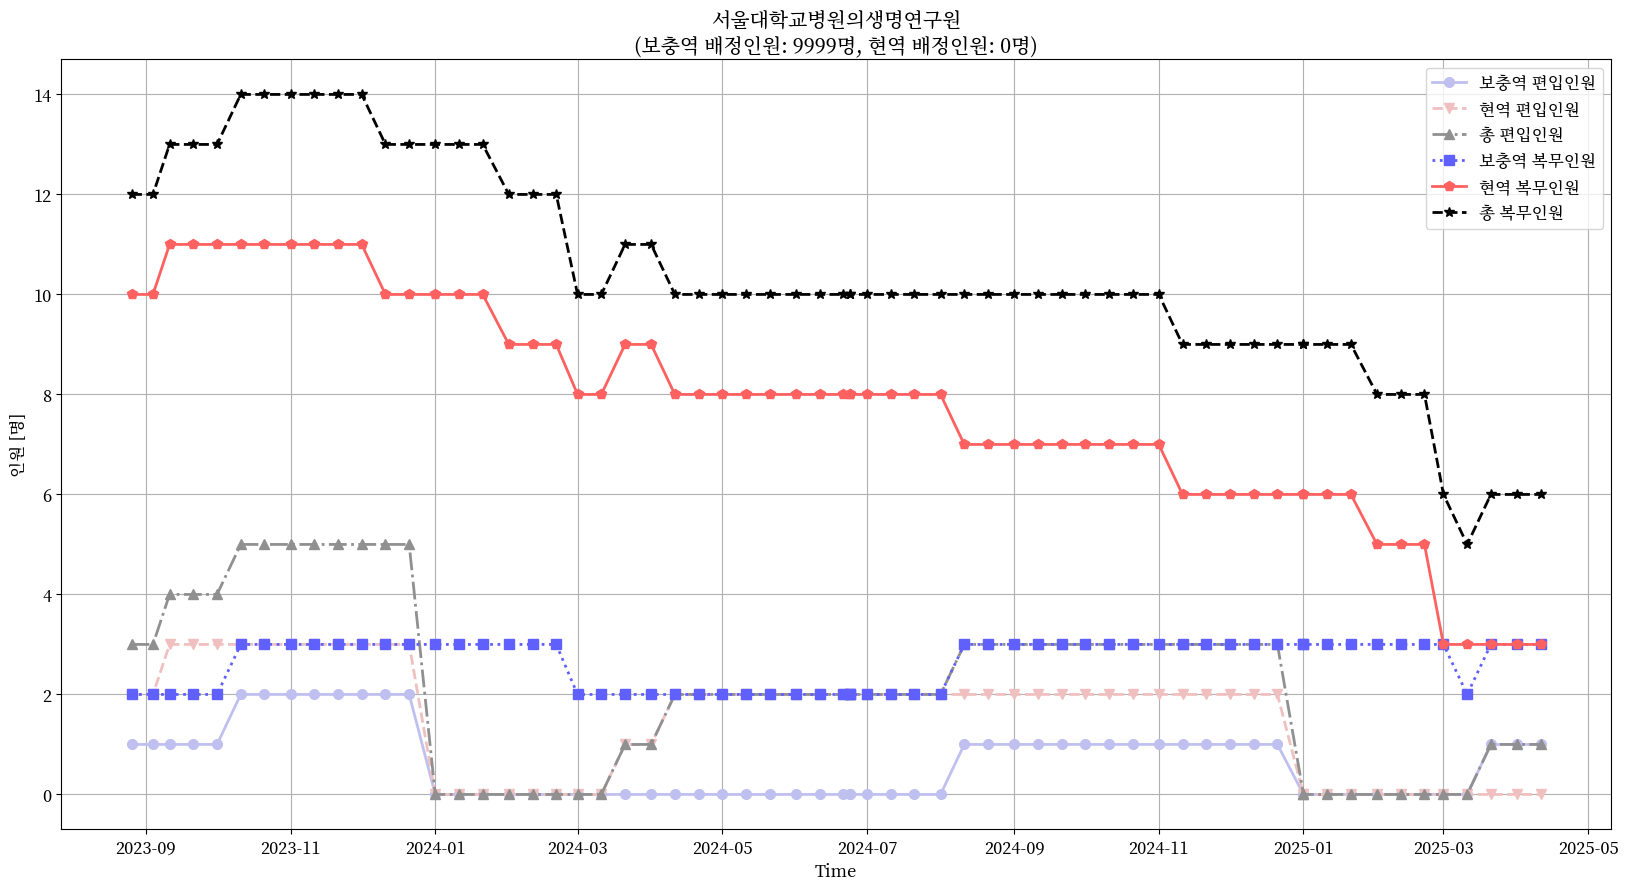 서울대학교병원의생명연구원
(보충역 배정인원: 9999명, 현역 배정인원: 0명)
보충역 편입인원
현역 편입인원
총 편입인원
보충역 복무인원
현역 복무인원
총 복무인원
인원 [명]
14
12
10
8
6
4
2
0
2023-09
2023-11
2024-01
2024-03
2024-05
2024-07
2024-09
2024-11
2025-01
2025-03
2025-05
Time